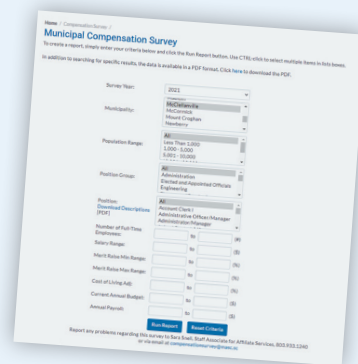 Home / Compensation Survey /
Municipal Compensation Survey
To create a report, simply enter your criteria below and click the Run Report button. Use CTRL-click to select multiple items in lists boxes.
In addition to searching for specific results, the data is available in a PDF format. Click here to download the PDF.
Survey Year:
2021
Municipality:
McClellanville
McCormick
Mount Croghan
Newberry
Population Range:
All
Less Than 1,000
1,000 - 5,000
5,001 - 10,000
Position Group:
All
Administration
Elected and Appointed Officials
Engineering
Position:
Download Descriptions
[PDF]
All
Account Clerk I
Administrative Officer/Manager
Administrator/Manager
Number of Full-Time
Employees:
to
(#)
Salary Range:
to
($)
Merit Raise Min Range:
to
(%)
Merit Raise Max Range:
to
(%)
Cost of Living Adj:
to
(%)
Current Annual Budget:
to
($)
Annual Payroll:
to
($)
Run Report
Reset Criteria
Report any problems regarding this survey to Sara Snell, Staff Associate for Affiliate Services, 803.933.1240
or via email at compensationsurvey@masc.sc